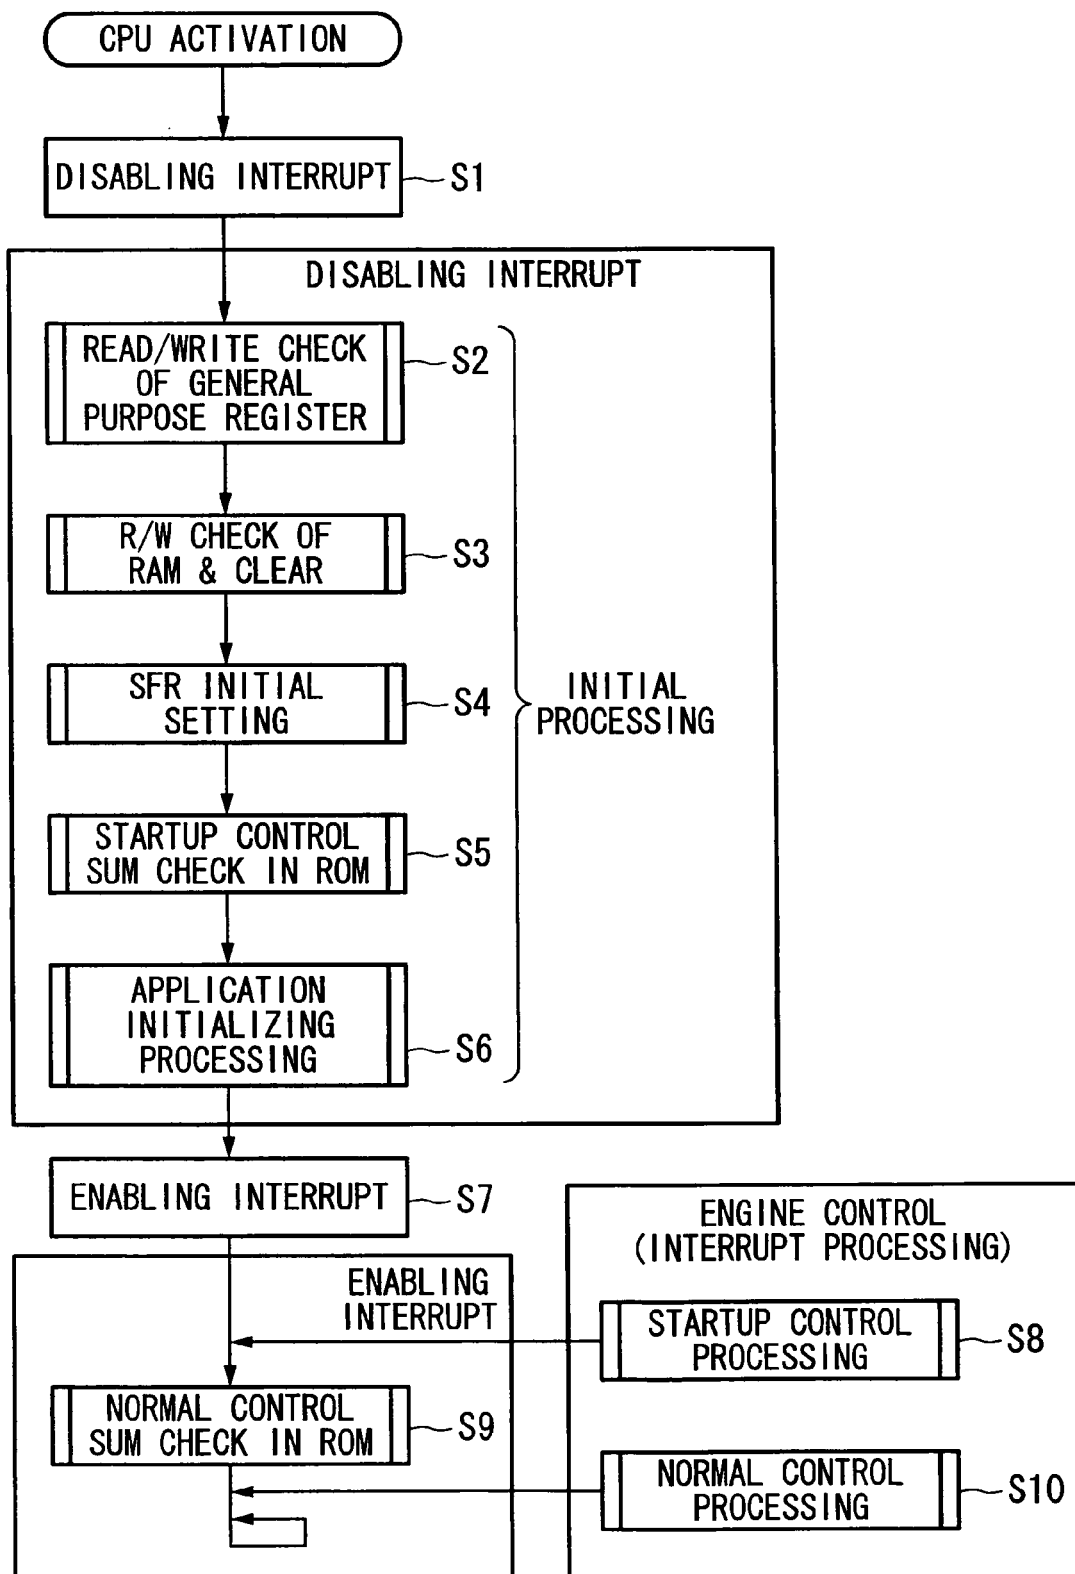 CPU ACTIVATION
DISABLING INTERRUPT
S1
DISABLING INTERRUPT
READ/WRITE CHECK
OF GENERAL
PURPOSE REGISTER
S2
R/W CHECK OF
RAM & CLEAR
S3
SFR INITIAL
SETTING
S4
INITIAL
PROCESSING
STARTUP CONTROL
SUM CHECK IN ROM
S5
APPLICATION
INITIALIZING
PROCESSING
S6
ENABLING INTERRUPT
S7
ENGINE CONTROL
(INTERRUPT PROCESSING)
ENABLING
INTERRUPT
STARTUP CONTROL
PROCESSING
S8
NORMAL CONTROL
SUM CHECK IN ROM
S9
NORMAL CONTROL
PROCESSING
S10